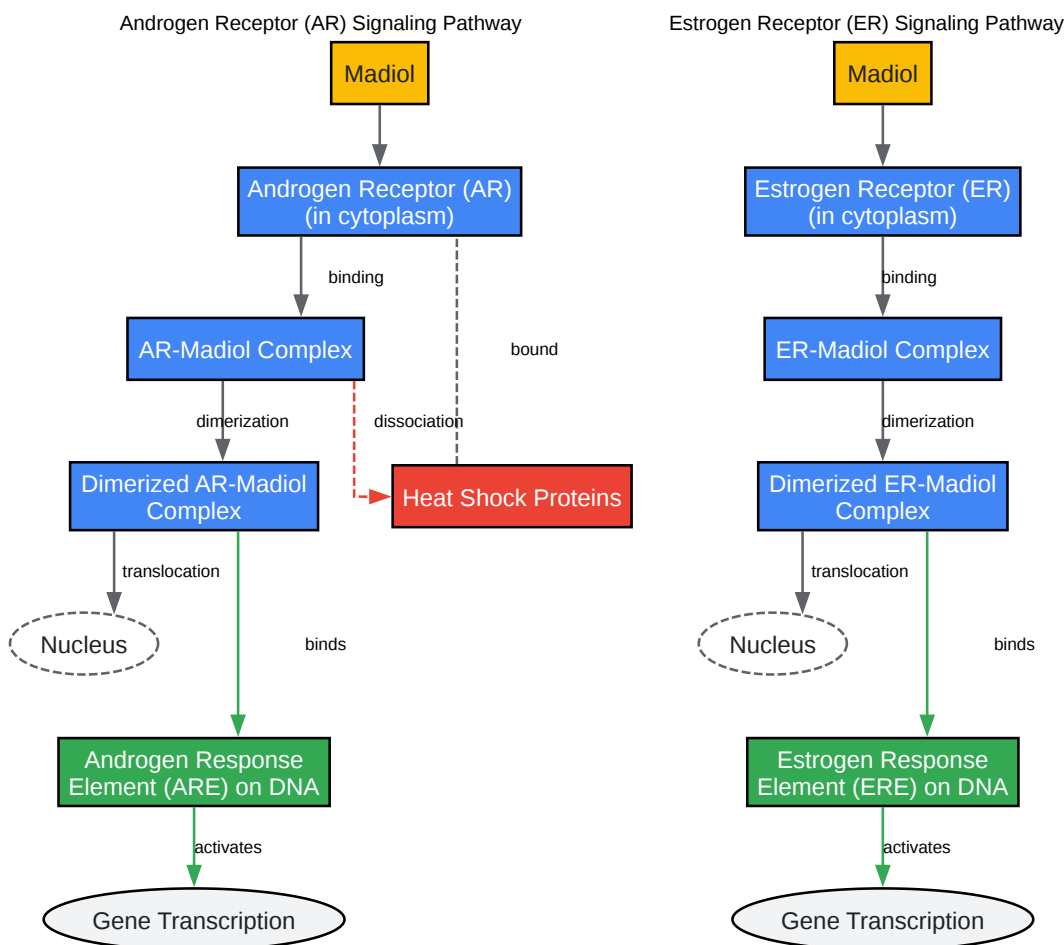 Androgen Receptor (AR) Signaling Pathway
Madiol
Androgen Receptor (AR)
(in cytoplasm)
binding
AR-Madiol Complex
bound
dimerization
dissociation
Dimerized AR-Madiol
Complex
Heat Shock Proteins
translocation
Nucleus
binds
Androgen Response
Element (ARE) on DNA
activates
Gene Transcription
Estrogen Receptor (ER) Signaling Pathway
Madiol
Estrogen Receptor (ER)
(in cytoplasm)
binding
ER-Madiol Complex
dimerization
Dimerized ER-Madiol
Complex
translocation
Nucleus
binds
Estrogen Response
Element (ERE) on DNA
activates
Gene Transcription